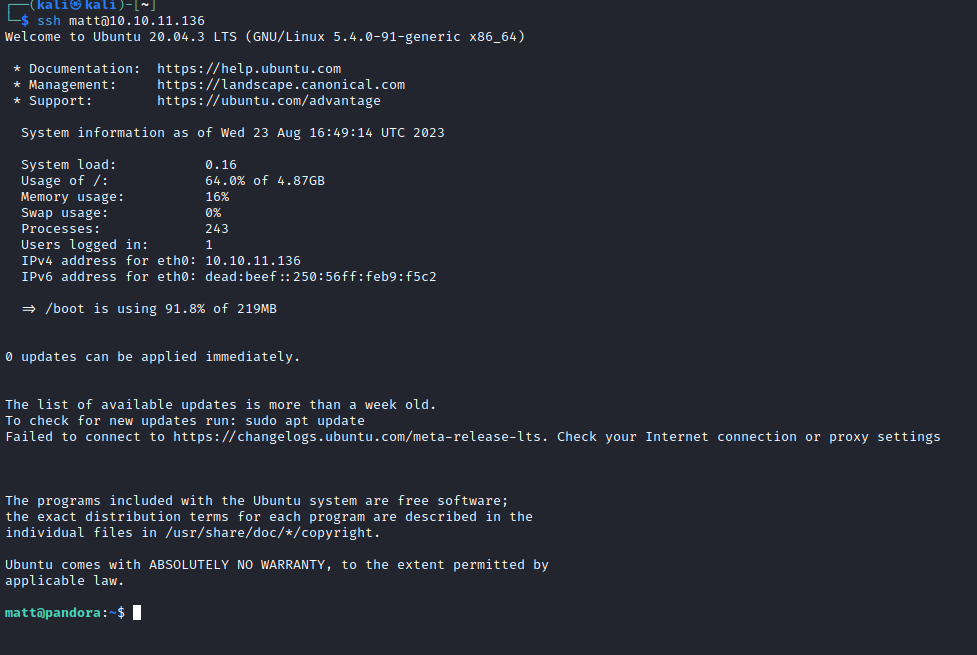 ┌──(kali㉿kali)-[~]
└─$ ssh matt@10.10.11.136
Welcome to Ubuntu 20.04.3 LTS (GNU/Linux 5.4.0-91-generic x86_64)
* Documentation:  https://help.ubuntu.com
* Management:     https://landscape.canonical.com
* Support:        https://ubuntu.com/advantage
System information as of Wed 23 Aug 16:49:14 UTC 2023
System load:           0.16
Usage of /:            64.0% of 4.87GB
Memory usage:          16%
Swap usage:            0%
Processes:             243
Users logged in:       1
IPv4 address for eth0: 10.10.11.136
IPv6 address for eth0: dead:beef::250:56ff:feb9:f5c2
=> /boot is using 91.8% of 219MB
0 updates can be applied immediately.
The list of available updates is more than a week old.
To check for new updates run: sudo apt update
Failed to connect to https://changelogs.ubuntu.com/meta-release-lts. Check your Internet connection or proxy settings
The programs included with the Ubuntu system are free software;
the exact distribution terms for each program are described in the
individual files in /usr/share/doc/*/copyright.
Ubuntu comes with ABSOLUTELY NO WARRANTY, to the extent permitted by
applicable law.
matt@pandora:~$